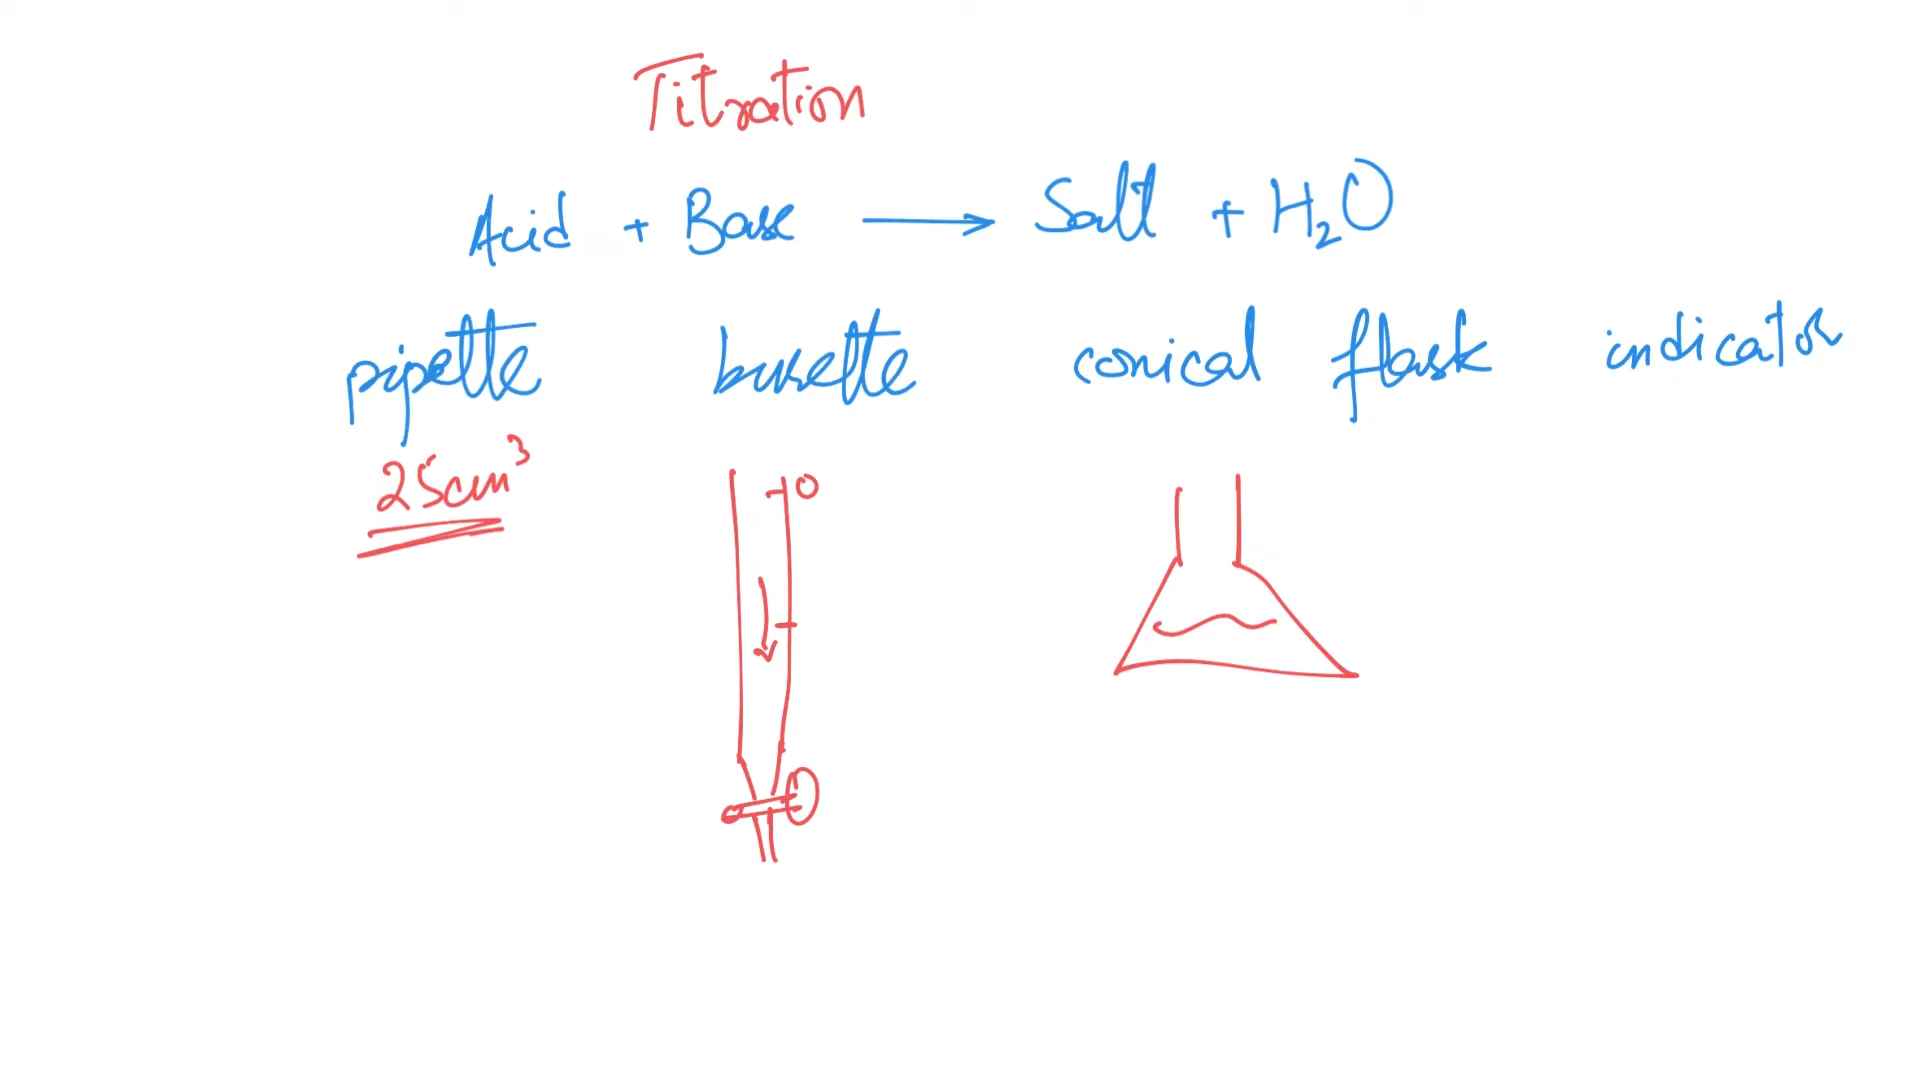 Titration
Acid + Base → Salt + H₂O
pipette burette conical flask indicator
25cm³
0